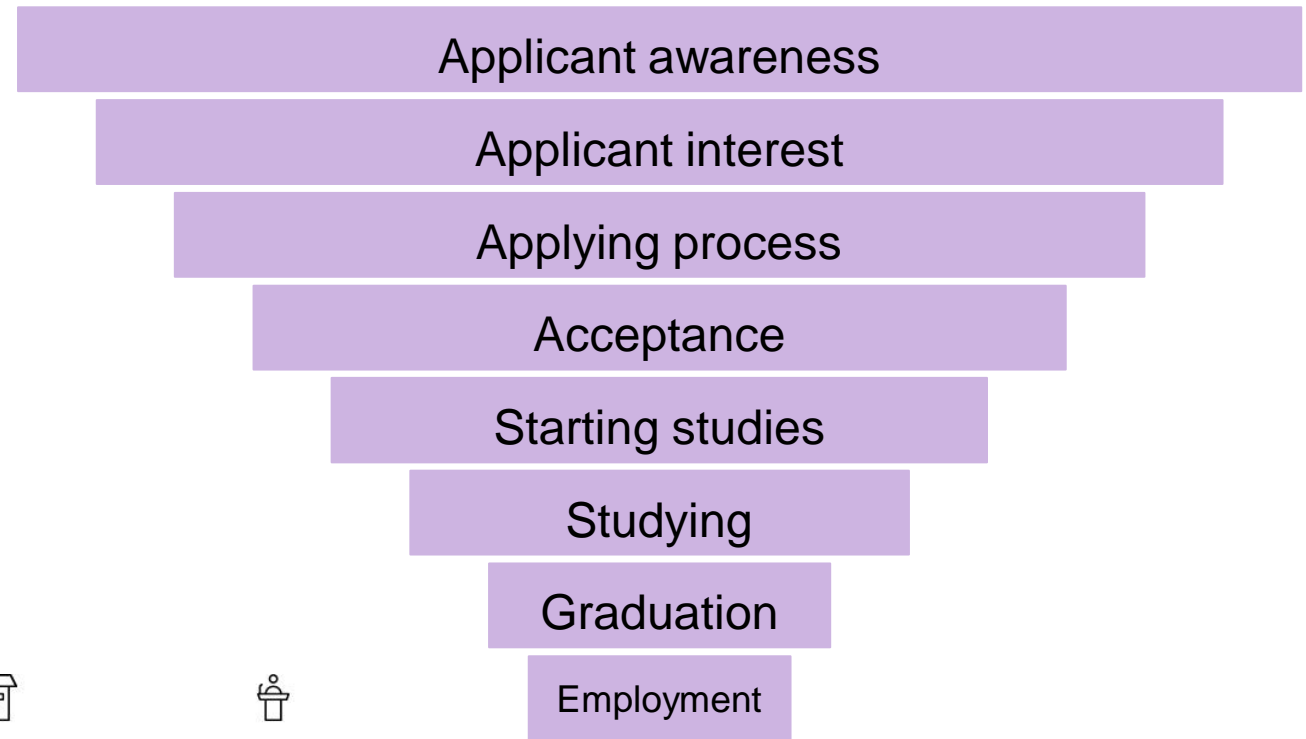 Applicant awareness
Applicant interest
Applying process
Acceptance
Starting studies
Studying
Graduation
Employment